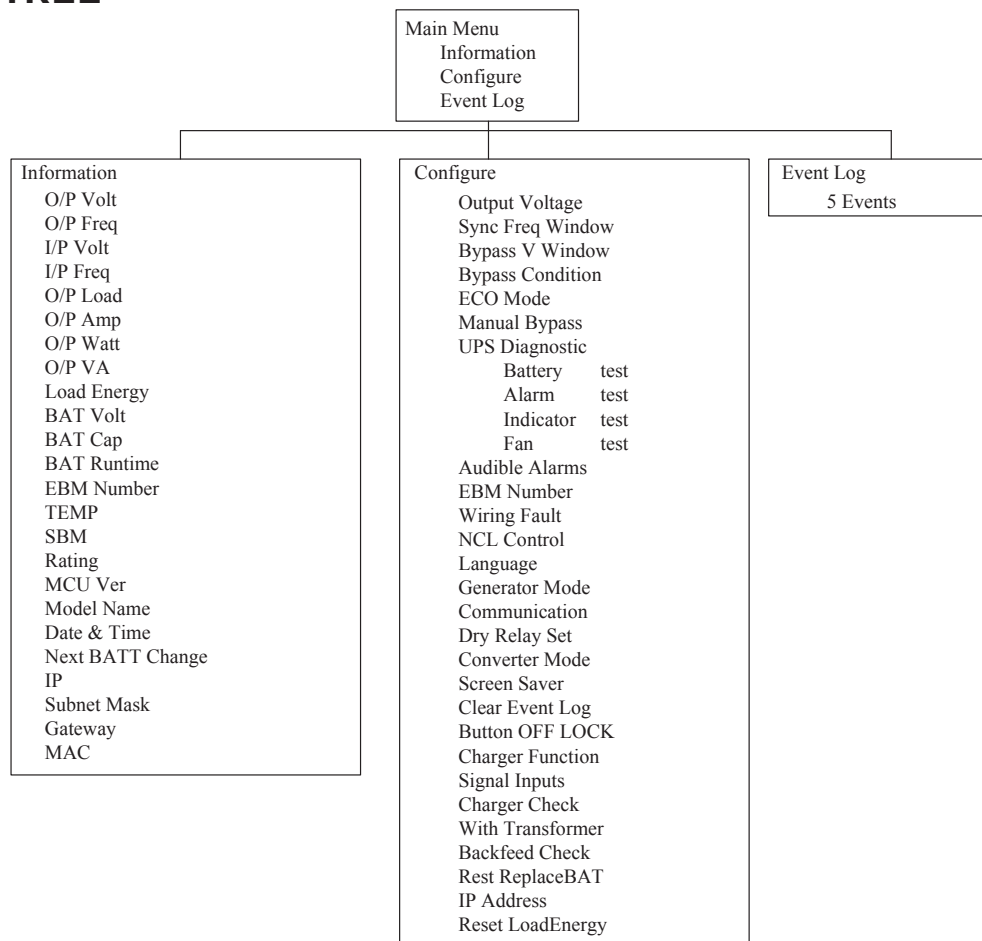 Main Menu
Information
Configure
Event Log
Information
O/P Volt
O/P Freq
I/P Volt
I/P Freq
O/P Load
O/P Amp
O/P Watt
O/P VA
Load Energy
BAT Volt
BAT Cap
BAT Runtime
EBM Number
TEMP
SBM
Rating
MCU Ver
Model Name
Date & Time
Next BATT Change
IP
Subnet Mask
Gateway
MAC
Configure
Output Voltage
Sync Freq Window
Bypass V Window
Bypass Condition
ECO Mode
Manual Bypass
UPS Diagnostic
Battery test
Alarm test
Indicator test
Fan test
Audible Alarms
EBM Number
Wiring Fault
NCL Control
Language
Generator Mode
Communication
Dry Relay Set
Converter Mode
Screen Saver
Clear Event Log
Button OFF LOCK
Charger Function
Signal Inputs
Charger Check
With Transformer
Backfeed Check
Rest ReplaceBAT
IP Address
Reset LoadEnergy
Event Log
5 Events